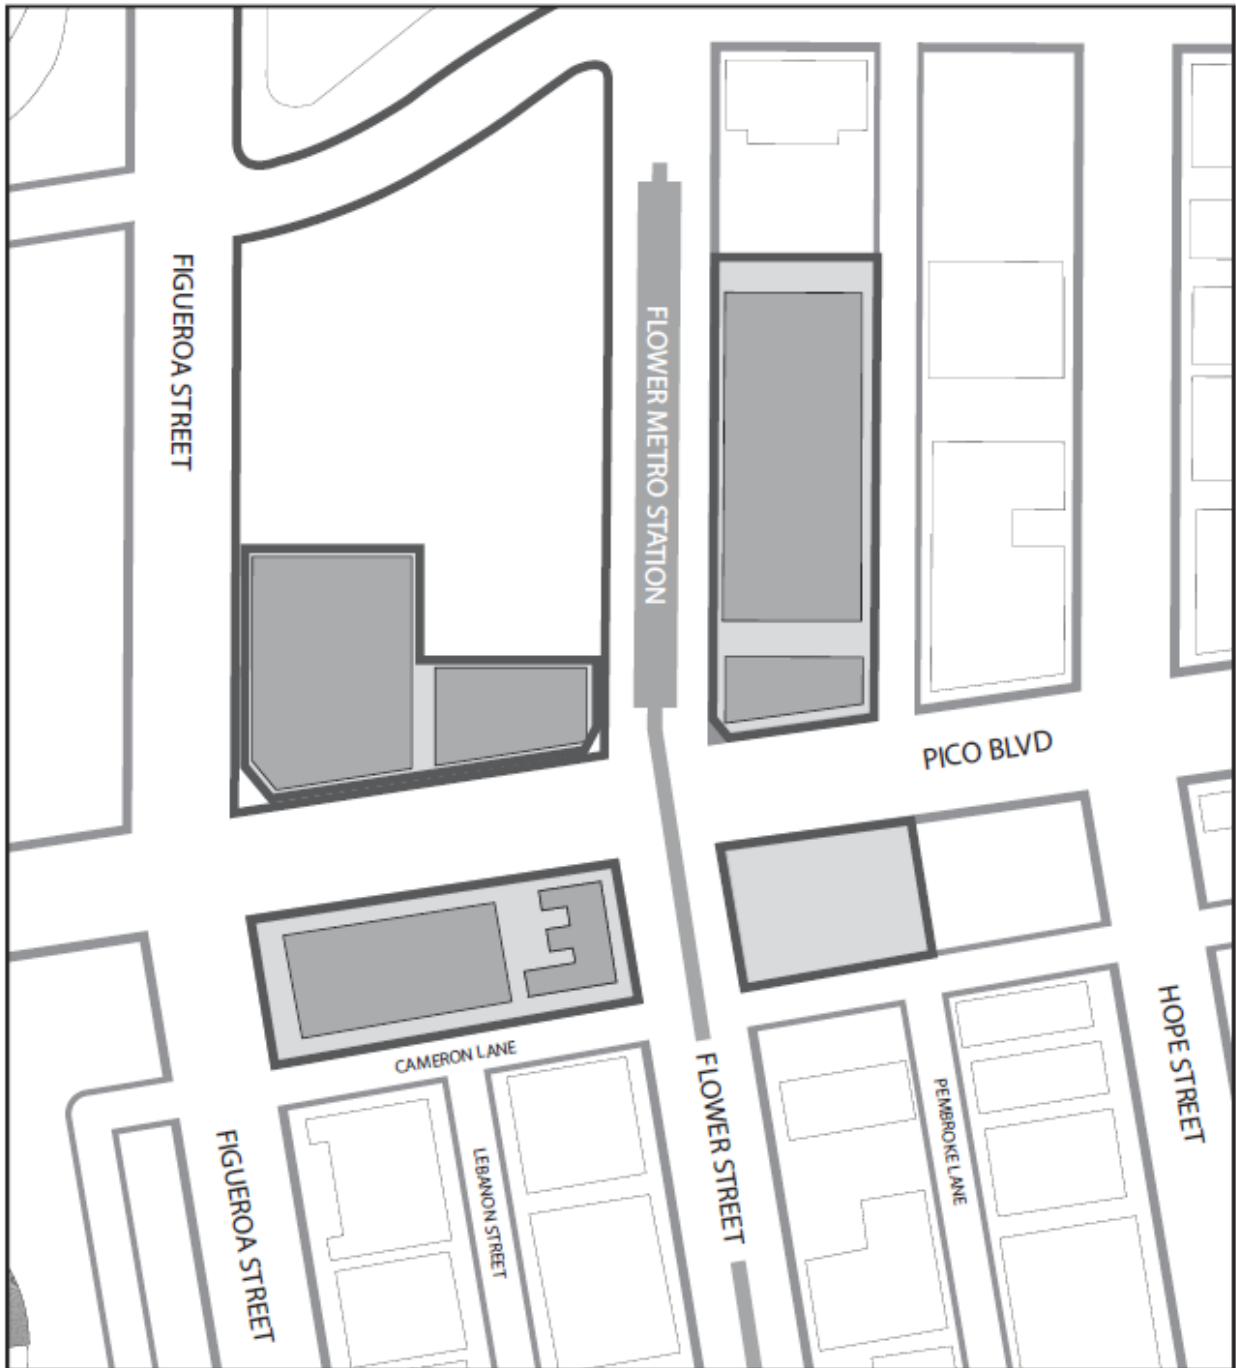 FIGUEROA STREET
FLOWER METRO STATION
PICO BLVD
CAMERON LANE
HOPE STREET
FLOWER STREET
PEMBROKE LANE
LEBANON STREET
FIGUEROA STREET